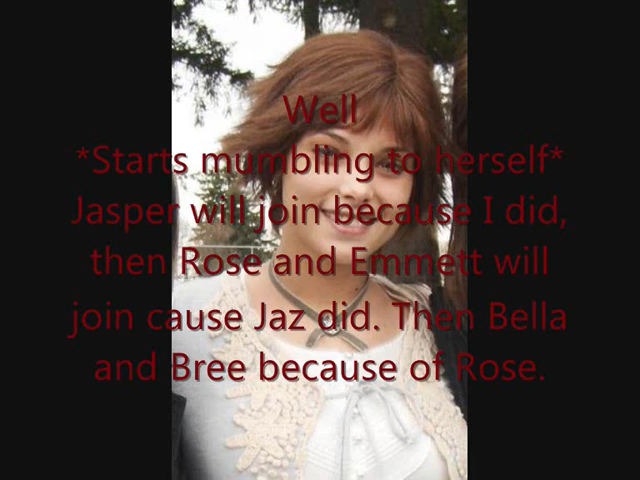 Well
*Starts mumbling to herself*
Jasper will join because I did,
then Rose and Emmett will
join cause Jaz did. Then Bella
and Bree because of Rose.